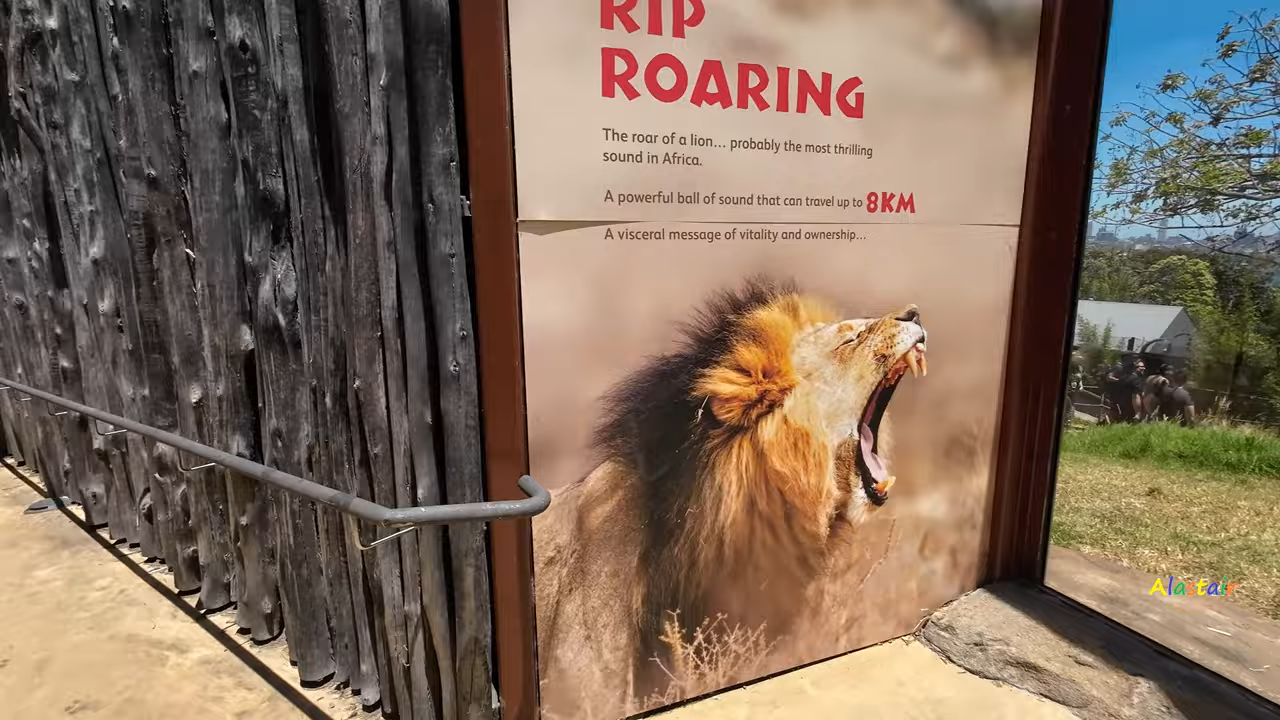 RIP
ROARING
The roar of a lion... probably the most thrilling
sound in Africa.
A powerful ball of sound that can travel up to 8KM
A visceral message of vitality and ownership...
Alastair